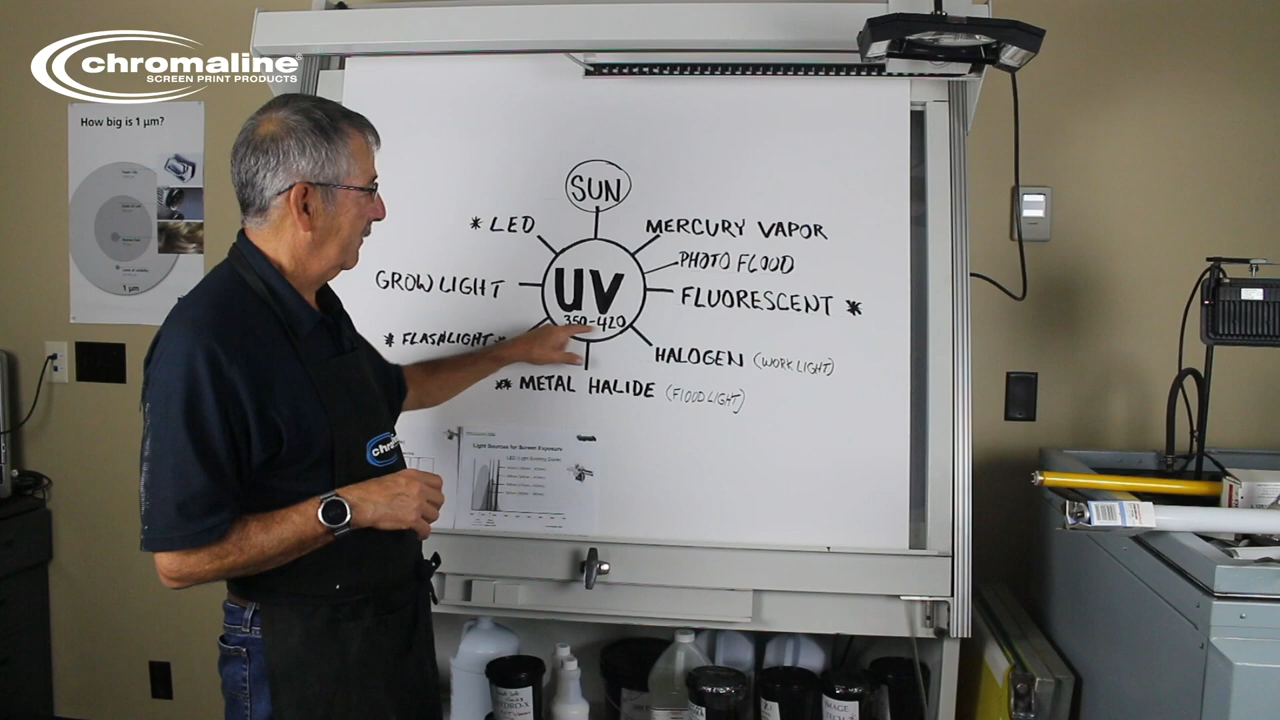 chromaline
SCREEN PRINT PRODUCTS
How big is 1 µm?
1 µm
SUN
* LED
MERCURY VAPOR
PHOTO FLOOD
GROW LIGHT
UV
350-420
FLUORESCENT *
* FLASHLIGHT *
HALOGEN (WORK LIGHT)
** METAL HALIDE (FLOOD LIGHT)
Light Sources for Screen Exposure
chro